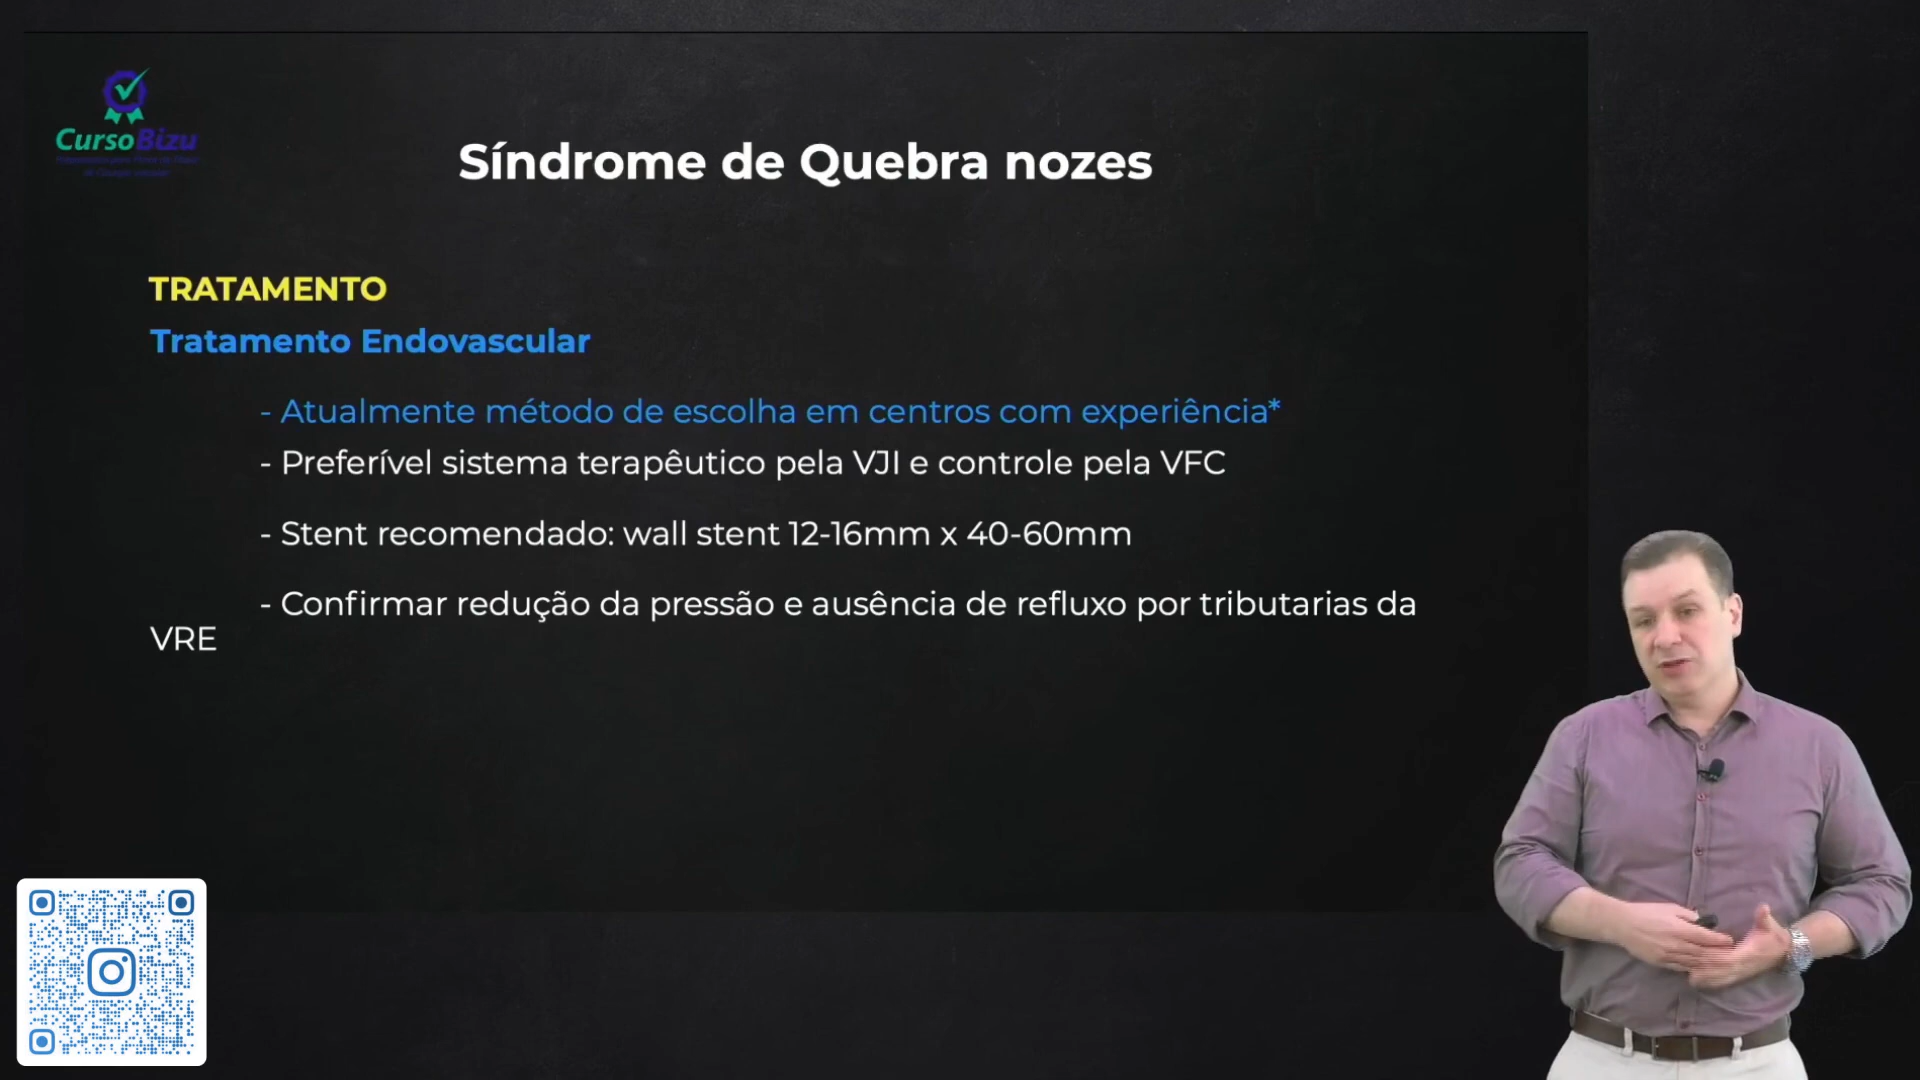 CursoBizu
Síndrome de Quebra nozes
TRATAMENTO
Tratamento Endovascular
- Atualmente método de escolha em centros com experiência*
- Preferível sistema terapêutico pela VJI e controle pela VFC
- Stent recomendado: wall stent 12-16mm x 40-60mm
- Confirmar redução da pressão e ausência de refluxo por tributarias da
VRE